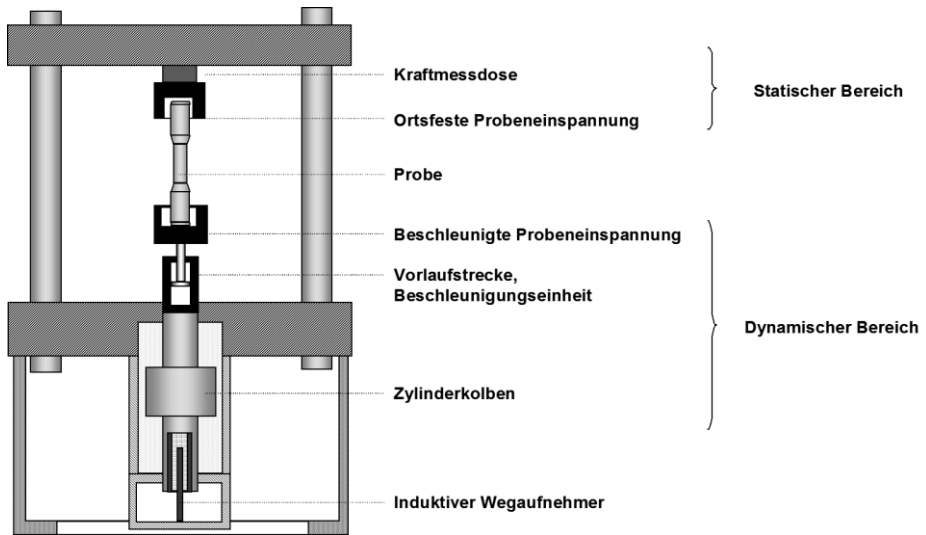 Kraftmessdose
Statischer Bereich
Ortsfeste Probeneinspannung
Probe
Beschleunigte Probeneinspannung
Vorlaufstrecke,
Beschleunigungseinheit
Dynamischer Bereich
Zylinderkolben
Induktiver Wegaufnehmer